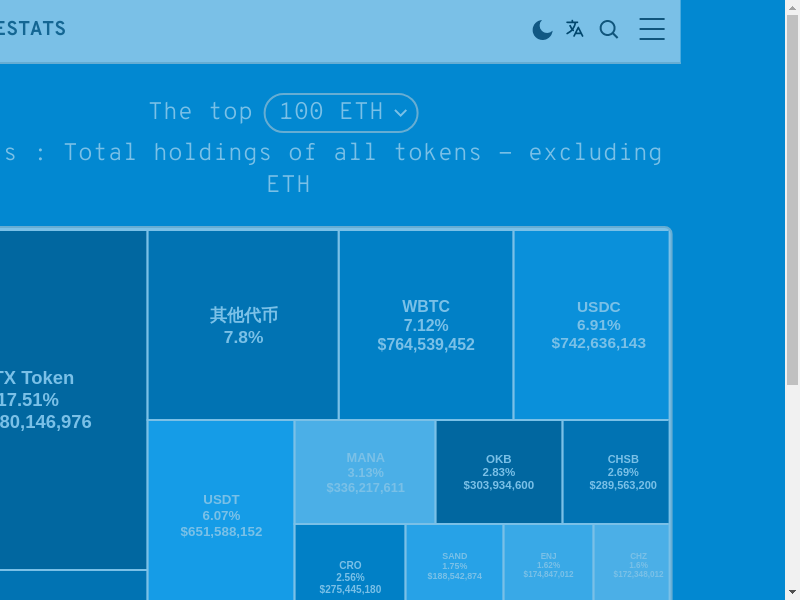 ESTATS
The top 100 ETH
s : Total holdings of all tokens - excluding
ETH
TX Token
17.51%
80,146,976
其他代币
7.8%
WBTC
7.12%
$764,539,452
USDC
6.91%
$742,636,143
USDT
6.07%
$651,588,152
MANA
3.13%
$336,217,611
OKB
2.83%
$303,934,600
CHSB
2.69%
$289,563,200
CRO
2.56%
$275,445,180
SAND
1.75%
$188,542,874
ENJ
1.62%
$174,847,012
CHZ
1.6%
$172,348,012